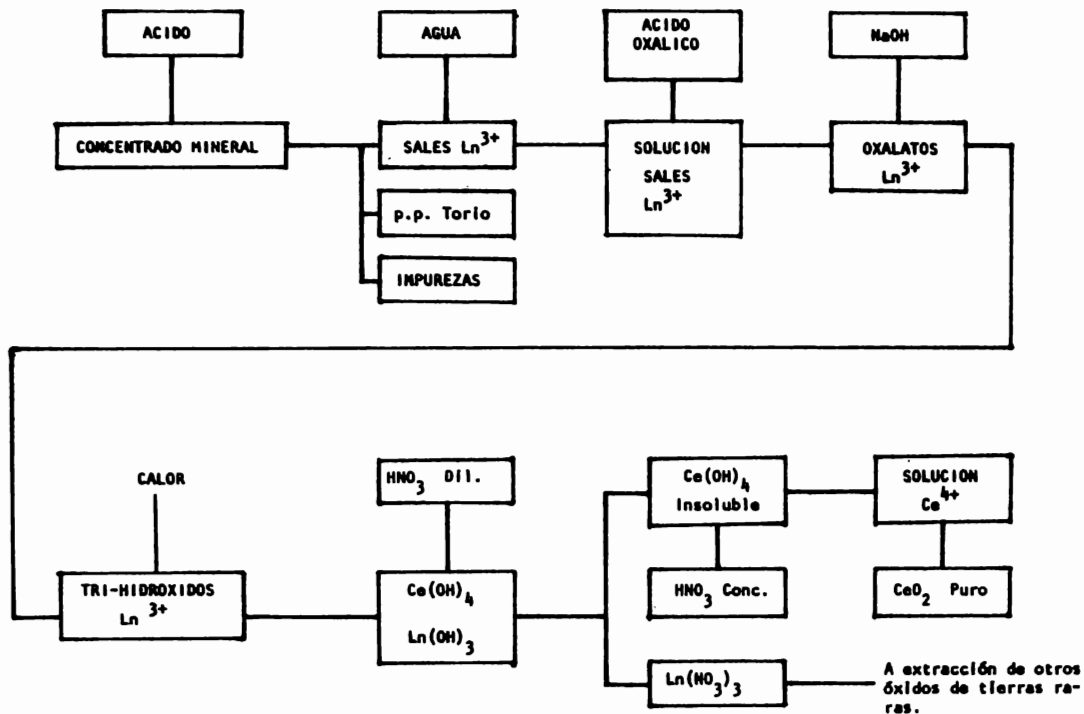 ACIDO
AGUA
ACIDO
OXALICO
NaOH
CONCENTRADO MINERAL
SALES Ln3+
SOLUCION
SALES
Ln3+
OXALATOS
Ln3+
p.p. Torio
IMPUREZAS
CALOR
HNO3 Dil.
Ce(OH)4
Insoluble
SOLUCION
Ce4+
TRI-HIDROXIDOS
Ln 3+
Ce(OH)4
Ln(OH)3
HNO3 Conc.
CeO2 Puro
Ln(NO3)3
A extracción de otros
óxidos de tierras ra-
ras.